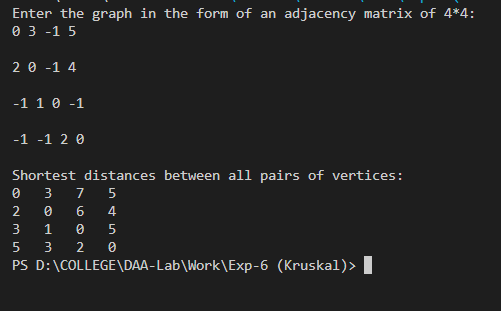 Enter the graph in the form of an adjacency matrix of 4*4:
0 3 -1 5
2 0 -1 4
-1 1 0 -1
-1 -1 2 0
Shortest distances between all pairs of vertices:
0 3 7 5
2 0 6 4
3 1 0 5
5 3 2 0
PS D:\COLLEGE\DAA-Lab\Work\Exp-6 (Kruskal)>